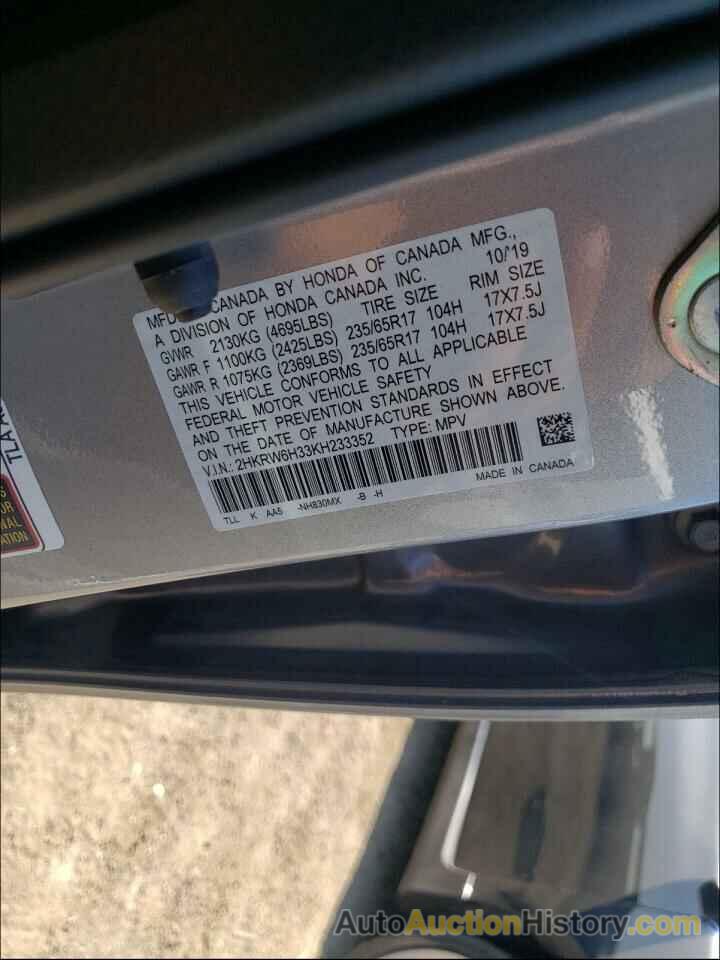 MFD CANADA BY HONDA OF CANADA MFG.,
A DIVISION OF HONDA CANADA INC. 10/19
GVWR 2130KG (4695LBS) TIRE SIZE RIM SIZE
GAWR F 1100KG (2425LBS) 235/65R17 104H 17X7.5J
GAWR R 1075KG (2369LBS) 235/65R17 104H 17X7.5J
THIS VEHICLE CONFORMS TO ALL APPLICABLE
FEDERAL MOTOR VEHICLE SAFETY
AND THEFT PREVENTION STANDARDS IN EFFECT
ON THE DATE OF MANUFACTURE SHOWN ABOVE.
V.I.N.: 2HKRW6H33KH233352 TYPE: MPV
TLL K AA5 -NH830MX -B -H MADE IN CANADA
AutoAuctionHistory.com